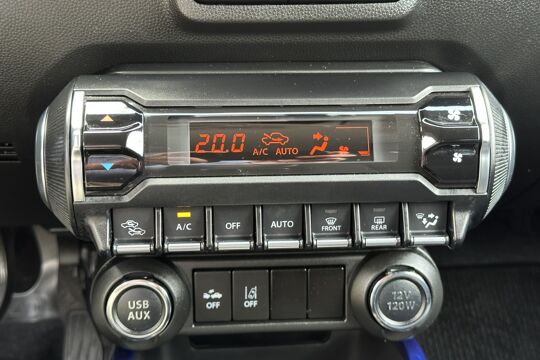 20.0 A/C AUTO
A/C OFF AUTO FRONT REAR
USB
AUX
OFF OFF
12V
120W